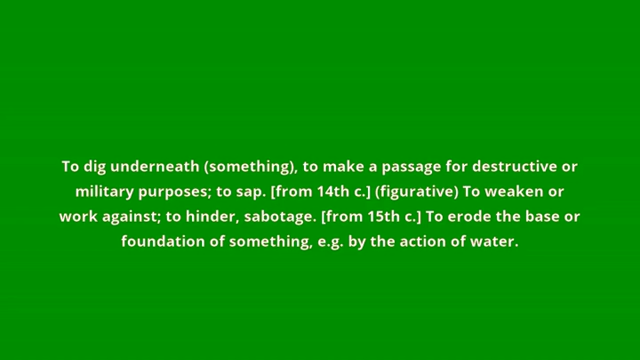 To dig underneath (something), to make a passage for destructive or
military purposes; to sap. [from 14th c.] (figurative) To weaken or
work against; to hinder, sabotage. [from 15th c.] To erode the base or
foundation of something, e.g. by the action of water.